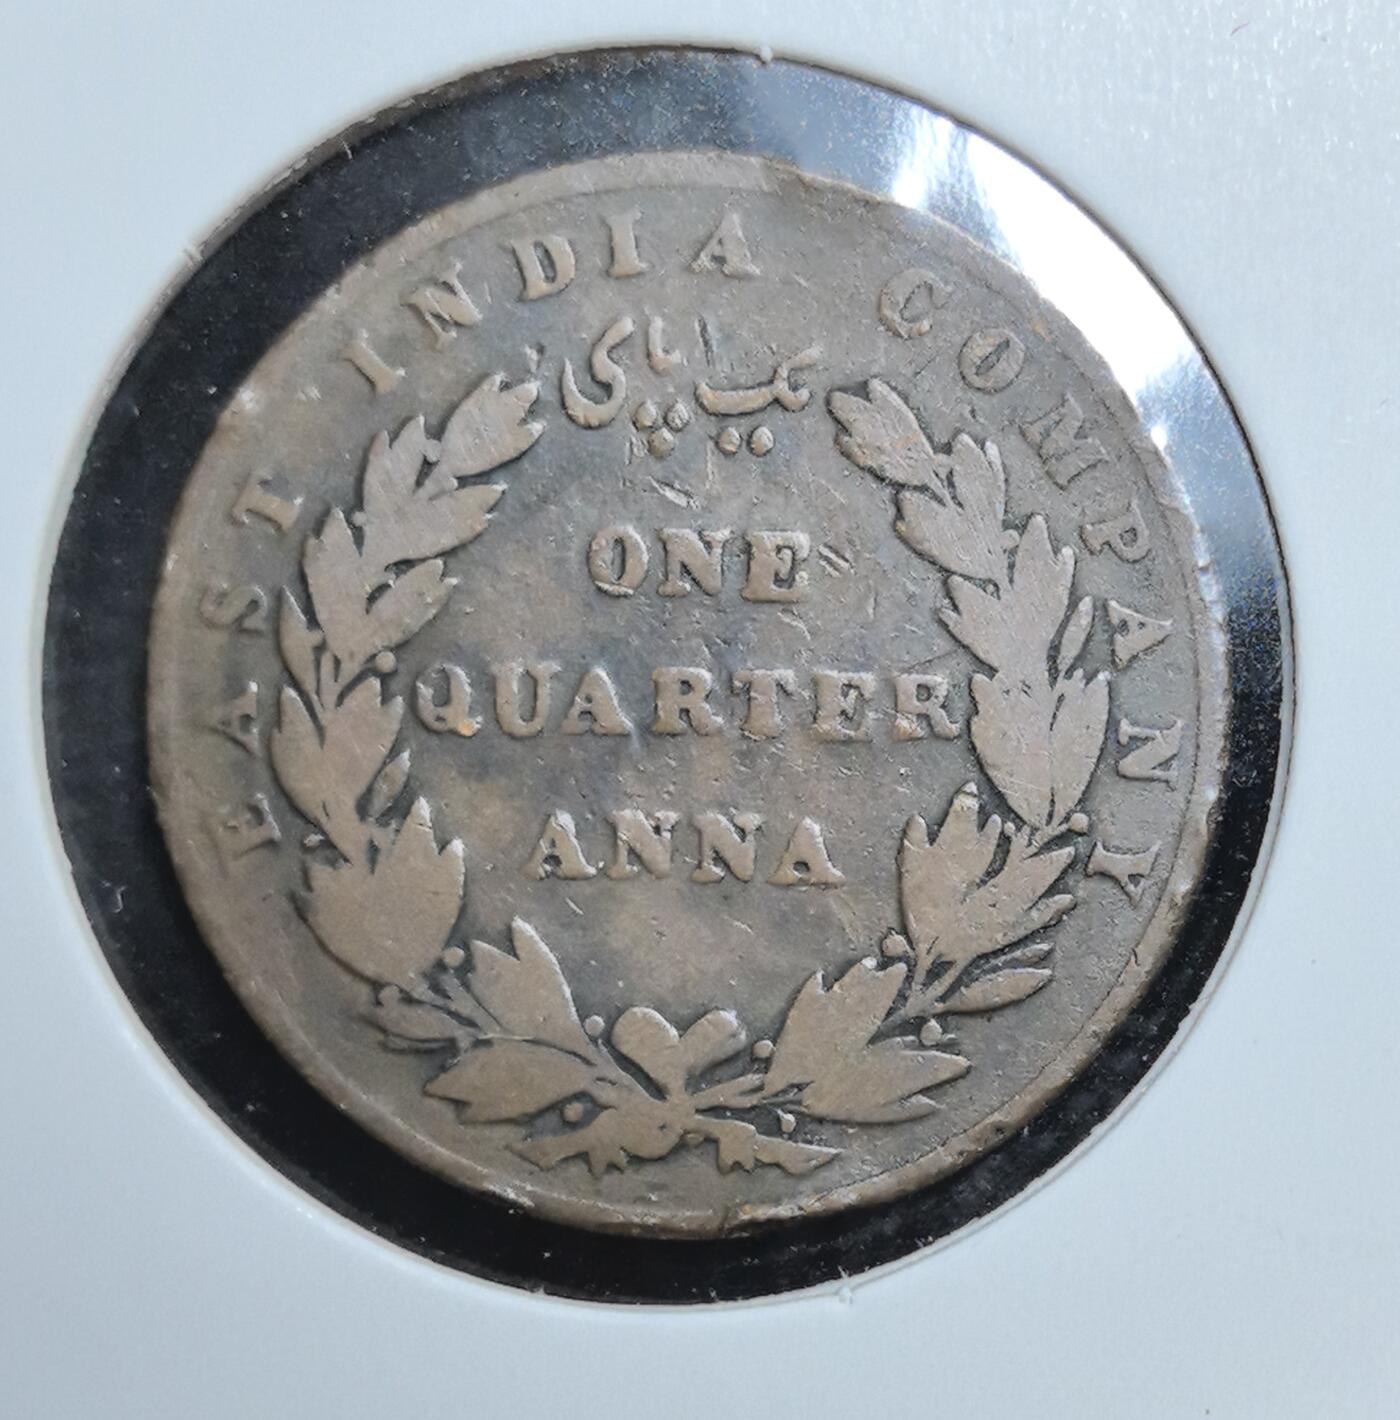 EAST INDIA COMPANY
یک پای
ONE
QUARTER
ANNA